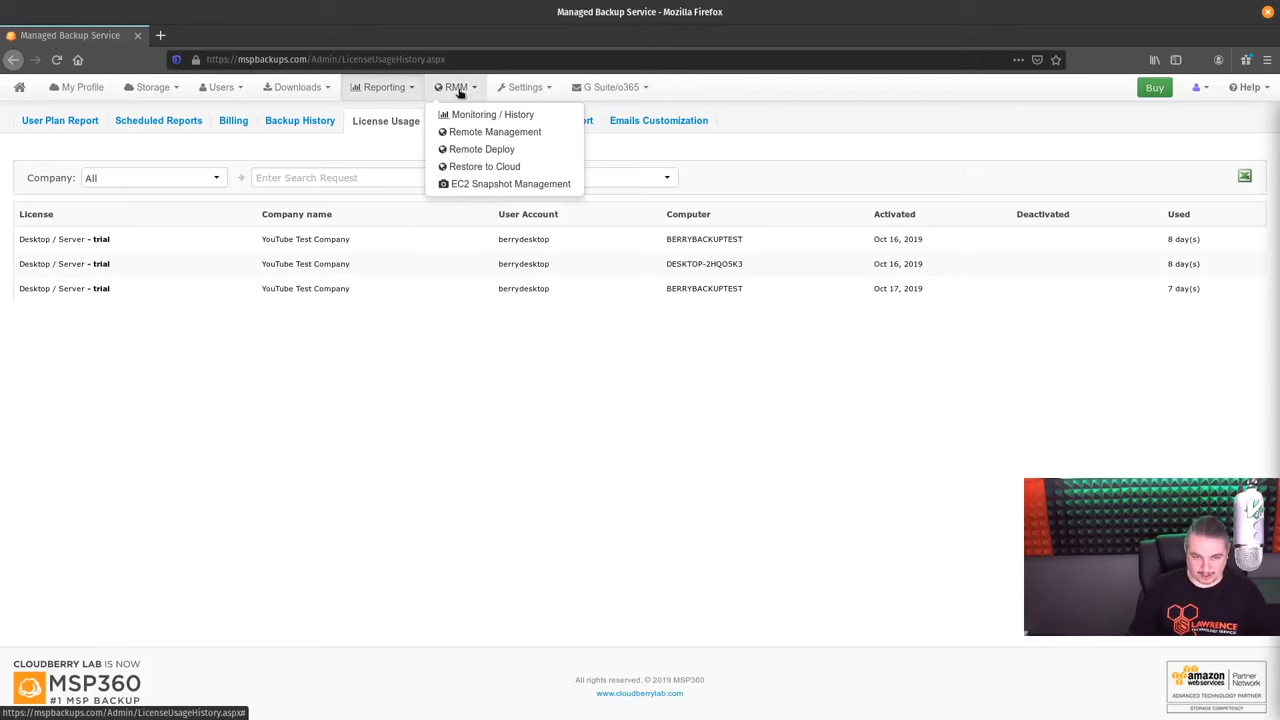 Managed Backup Service - Mozilla Firefox
Managed Backup Service
https://mspbackups.com/Admin/LicenseUsageHistory.aspx
My Profile Storage Users Downloads Reporting RMM Settings G Suite/o365 Buy Help
User Plan Report Scheduled Reports Billing Backup History License Usage rt Emails Customization
Monitoring / History
Remote Management
Remote Deploy
Restore to Cloud
EC2 Snapshot Management
Company: All Enter Search Request
License Company name User Account Computer Activated Deactivated Used
Desktop / Server - trial YouTube Test Company berrydesktop BERRYBACKUPTEST Oct 16, 2019 8 day(s)
Desktop / Server - trial YouTube Test Company berrydesktop DESKTOP-2HQO5K3 Oct 16, 2019 8 day(s)
Desktop / Server - trial YouTube Test Company berrydesktop BERRYBACKUPTEST Oct 17, 2019 7 day(s)
LAWRENCE
CLOUDBERRY LAB IS NOW
MSP360
#1 MSP BACKUP
All rights reserved. © 2019 MSP360
www.cloudberrylab.com
amazon
web services
Partner
Network
ADVANCED TECHNOLOGY PARTNER
STORAGE COMPETENCY
https://mspbackups.com/Admin/LicenseUsageHistory.aspx#